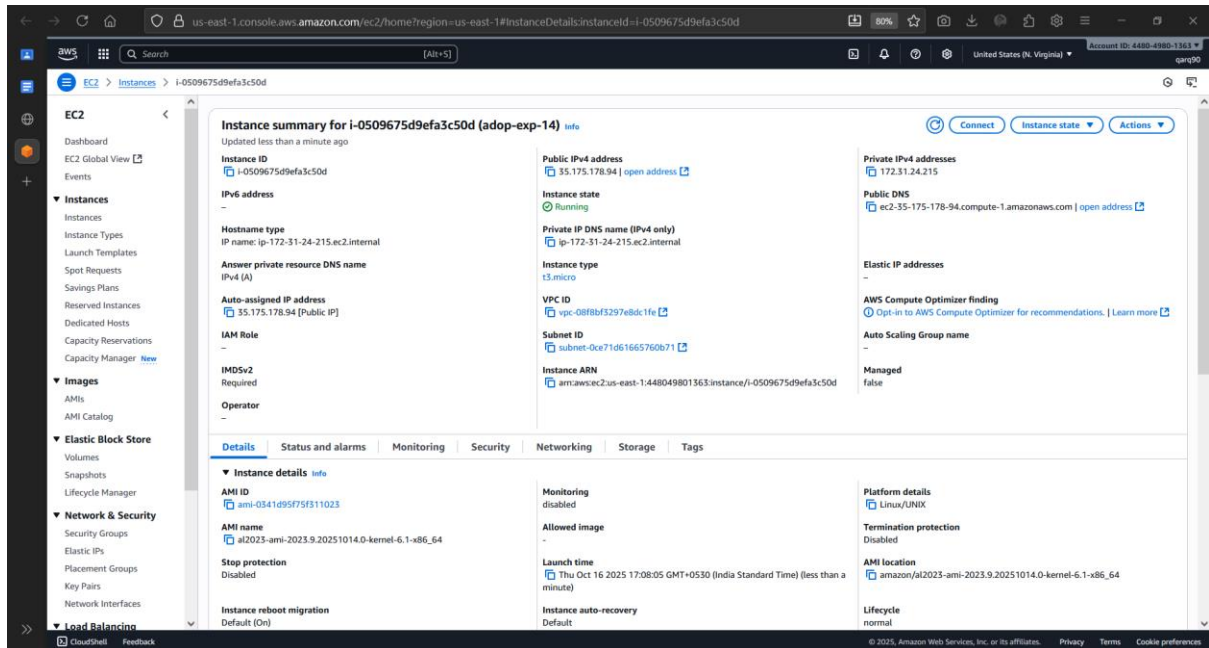 us-east-1.console.aws.amazon.com/ec2/home?region=us-east-1#InstanceDetails:instanceId=i-0509675d9efa3c50d
80%
aws
Search
[Alt+S]
United States (N. Virginia)
Account ID: 4480-4980-1363
qarq90
EC2 > Instances > i-0509675d9efa3c50d
EC2
Dashboard
EC2 Global View
Events
Instances
Instances
Instance Types
Launch Templates
Spot Requests
Savings Plans
Reserved Instances
Dedicated Hosts
Capacity Reservations
Capacity Manager New
Images
AMIs
AMI Catalog
Elastic Block Store
Volumes
Snapshots
Lifecycle Manager
Network & Security
Security Groups
Elastic IPs
Placement Groups
Key Pairs
Network Interfaces
Load Balancing
Instance summary for i-0509675d9efa3c50d (adop-exp-14) Info
Updated less than a minute ago
Connect
Instance state
Actions
Instance ID
i-0509675d9efa3c50d
Public IPv4 address
35.175.178.94 | open address
Private IPv4 addresses
172.31.24.215
IPv6 address
–
Instance state
Running
Public DNS
ec2-35-175-178-94.compute-1.amazonaws.com | open address
Hostname type
IP name: ip-172-31-24-215.ec2.internal
Private IP DNS name (IPv4 only)
ip-172-31-24-215.ec2.internal
Answer private resource DNS name
IPv4 (A)
Instance type
t3.micro
Elastic IP addresses
–
Auto-assigned IP address
35.175.178.94 [Public IP]
VPC ID
vpc-08f8bf3297e8dc1fe
AWS Compute Optimizer finding
Opt-in to AWS Compute Optimizer for recommendations. | Learn more
IAM Role
–
Subnet ID
subnet-0ce71d61665760b71
Auto Scaling Group name
–
IMDSv2
Required
Instance ARN
arn:aws:ec2:us-east-1:448049801363:instance/i-0509675d9efa3c50d
Managed
false
Operator
–
Details
Status and alarms
Monitoring
Security
Networking
Storage
Tags
Instance details Info
AMI ID
ami-0341d95f75f311023
Monitoring
disabled
Platform details
Linux/UNIX
AMI name
al2023-ami-2023.9.20251014.0-kernel-6.1-x86_64
Allowed image
-
Termination protection
Disabled
Stop protection
Disabled
Launch time
Thu Oct 16 2025 17:08:05 GMT+0530 (India Standard Time) (less than a
minute)
AMI location
amazon/al2023-ami-2023.9.20251014.0-kernel-6.1-x86_64
Instance reboot migration
Default (On)
Instance auto-recovery
Default
Lifecycle
normal
CloudShell
Feedback
© 2025, Amazon Web Services, Inc. or its affiliates.
Privacy
Terms
Cookie preferences